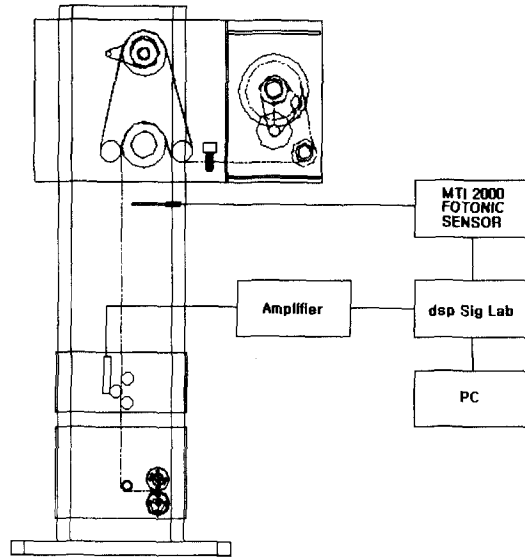 MTI 2000
FOTONIC
SENSOR
Amplifier
dsp Sig Lab
PC